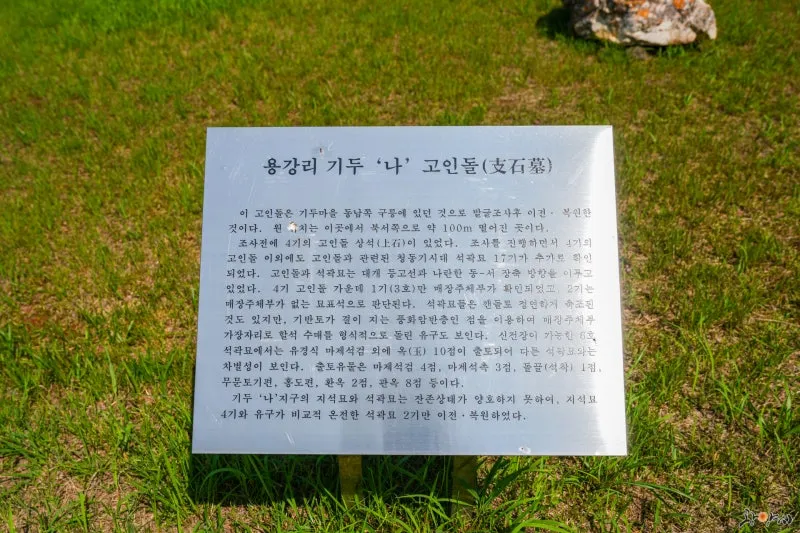 용강리 기두 ‘나’ 고인돌(支石墓)
이 고인돌은 기두마을 동남쪽 구릉에 있던 것으로 발굴조사후 이전· 복원한
것이다. 원 위치는 이곳에서 북서쪽으로 약 100m 떨어진 곳이다.
조사전에 4기의 고인돌 상석(上石)이 있었다. 조사를 진행하면서 4기의
고인돌 이외에도 고인돌과 관련된 청동기시대 석곽묘 17기가 추가로 확인
되었다. 고인돌과 석곽묘는 대개 등고선과 나란한 동-서 장축 방향을 이루고
있었다. 4기 고인돌 가운데 1기(3호)만 매장주체부가 확인되었고, 2기는
매장주체부가 없는 묘표석으로 판단된다. 석곽묘들은 깬돌로 정연하게 축조된
것도 있지만, 기반토가 결이 지는 풍화암반층인 점을 이용하여 매장주체부
가장자리로 할석 수매를 형식적으로 돌린 유구도 보인다. 신전장이 가능한 6호
석곽묘에서는 유경식 마제석검 외에 옥(玉) 10점이 출토되어 다른 석곽묘와는
차별성이 보인다. 출토유물은 마제석검 4점, 마제석촉 3점, 돌끌(석착) 1점,
무문토기편, 홍도편, 환옥 2점, 관옥 8점 등이다.
기두 ‘나’지구의 지석묘와 석곽묘는 잔존상태가 양호하지 못하여, 지석묘
4기와 유구가 비교적 온전한 석곽묘 2기만 이전·복원하였다.